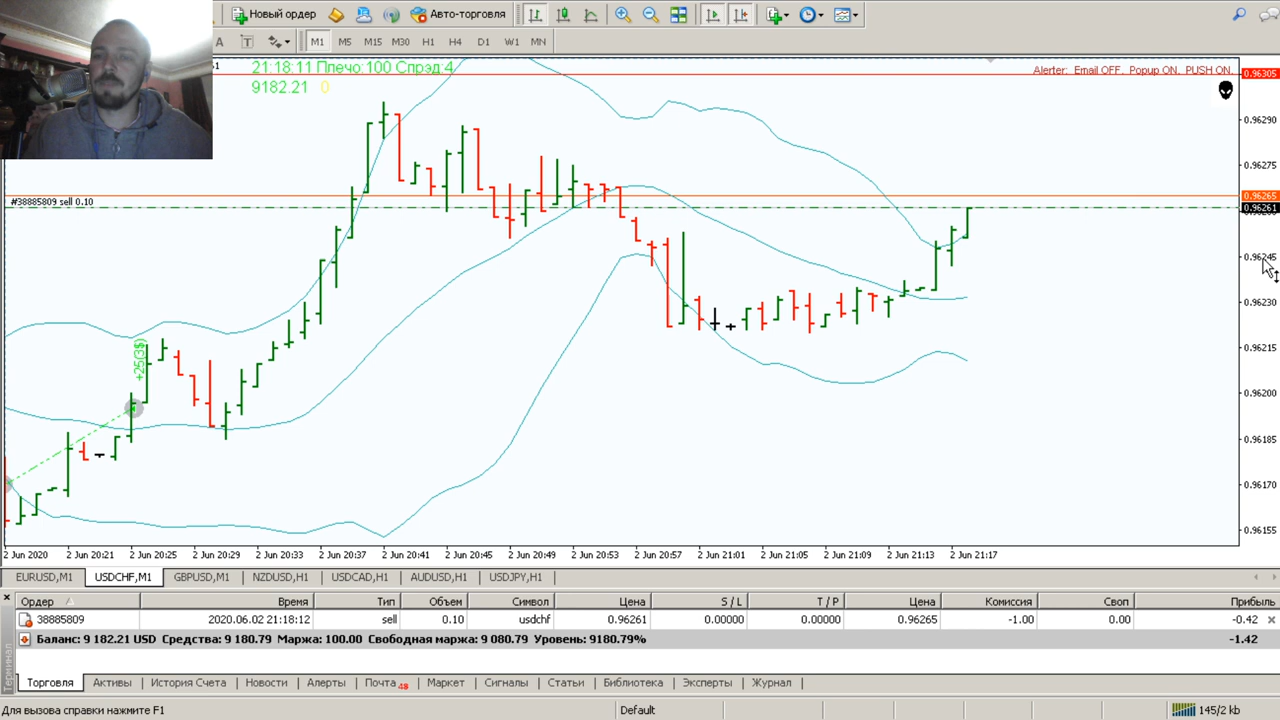 Новый ордер Авто-торговля
A T M1 M5 M15 M30 H1 H4 D1 W1 MN
21:18:11 Плечо:100 Спрэд:4
Alerter: Email OFF, Popup ON, PUSH ON.
0.96305
9182.21 0
0.96290
0.96275
#38885809 sell 0.10
0.96265
0.96261
0.96245
0.96230
0.96215
+25(3$)
0.96200
0.96185
0.96170
0.96155
2 Jun 2020 2 Jun 20:21 2 Jun 20:25 2 Jun 20:29 2 Jun 20:33 2 Jun 20:37 2 Jun 20:41 2 Jun 20:45 2 Jun 20:49 2 Jun 20:53 2 Jun 20:57 2 Jun 21:01 2 Jun 21:05 2 Jun 21:09 2 Jun 21:13 2 Jun 21:17
EURUSD,M1 USDCHF,M1 GBPUSD,M1 NZDUSD,H1 USDCAD,H1 AUDUSD,H1 USDJPY,H1
Ордер Время Тип Объем Символ Цена S / L T / P Цена Комиссия Своп Прибыль
38885809 2020.06.02 21:18:12 sell 0.10 usdchf 0.96261 0.00000 0.00000 0.96265 -1.00 0.00 -0.42
Баланс: 9 182.21 USD Средства: 9 180.79 Маржа: 100.00 Свободная маржа: 9 080.79 Уровень: 9180.79% -1.42
Терминал
Торговля Активы История Счета Новости Алерты Почта 48 Маркет Сигналы Статьи Библиотека Эксперты Журнал
Для вызова справки нажмите F1 Default 145/2 kb